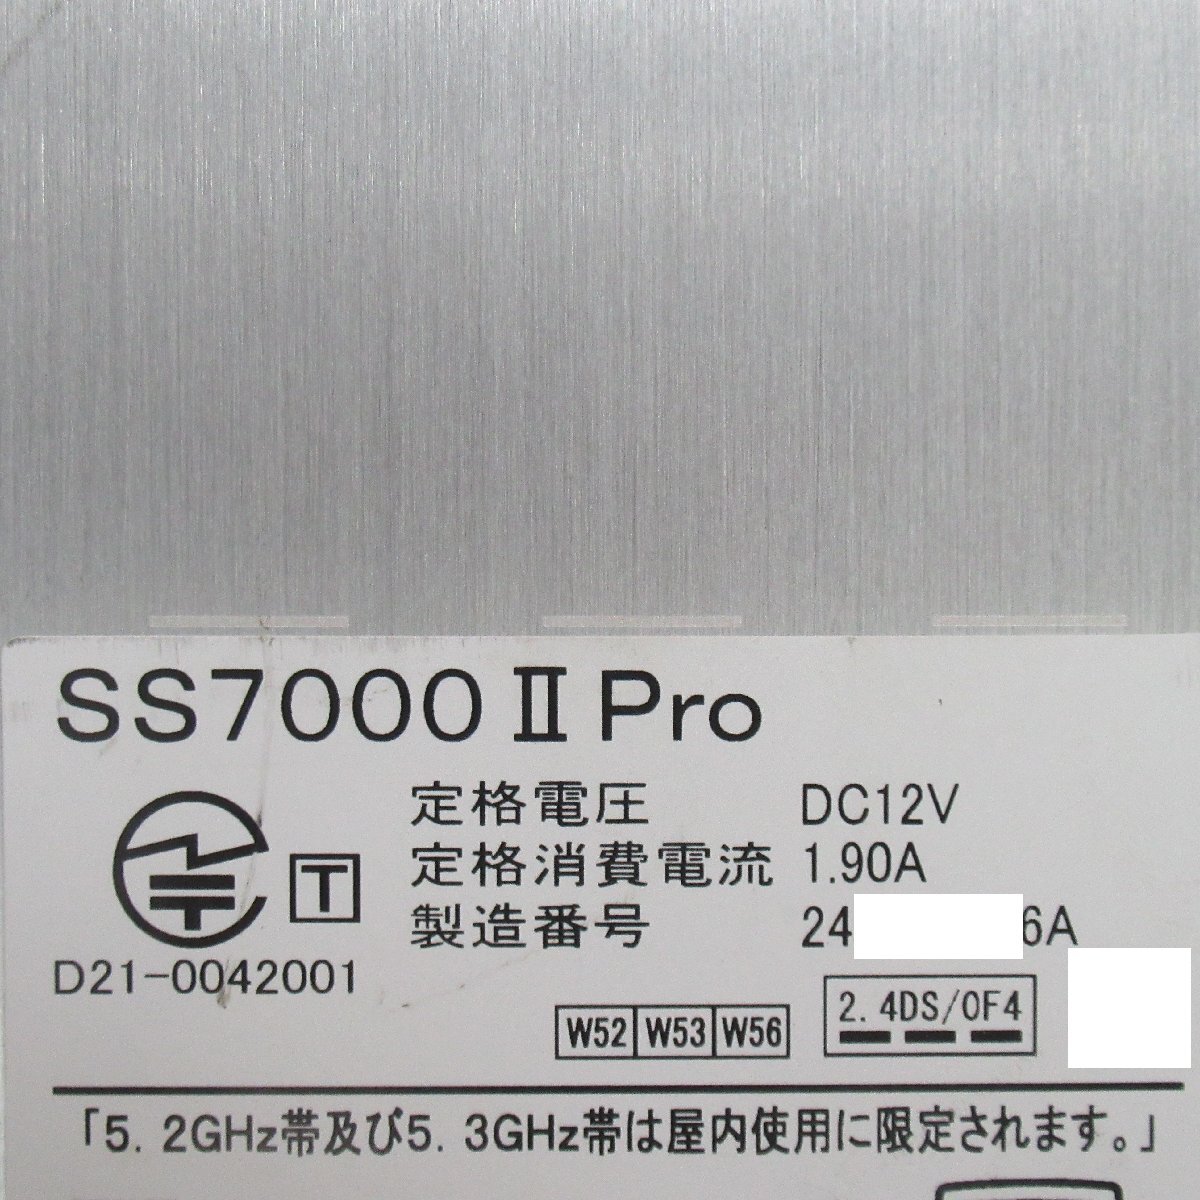 SS7000Ⅱ Pro
定格電圧 DC12V
定格消費電流 1.90A
製造番号 24 6A
T
D21-0042001
W52 W53 W56
2.4DS/OF4
「5.2GHz帯及び5.3GHz帯は屋内使用に限定されます。」